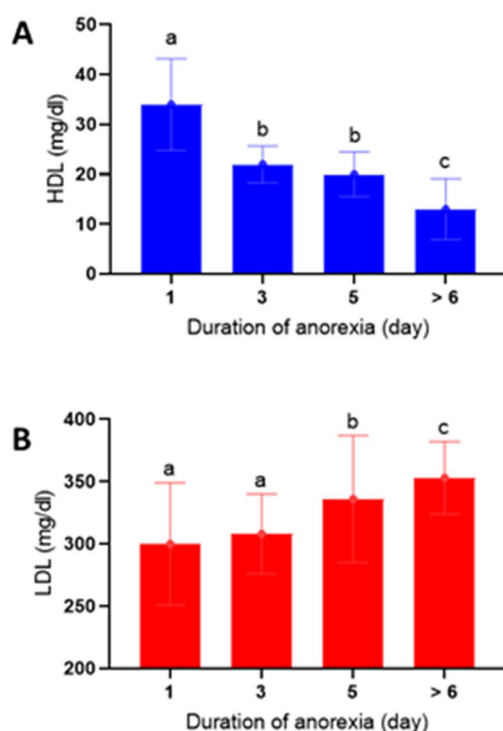 A
HDL (mg/dl)
50
40
30
20
10
0
a
b
b
c
1 3 5 > 6
Duration of anorexia (day)
B
LDL (mg/dl)
400
350
300
250
200
a
a
b
c
1 3 5 > 6
Duration of anorexia (day)